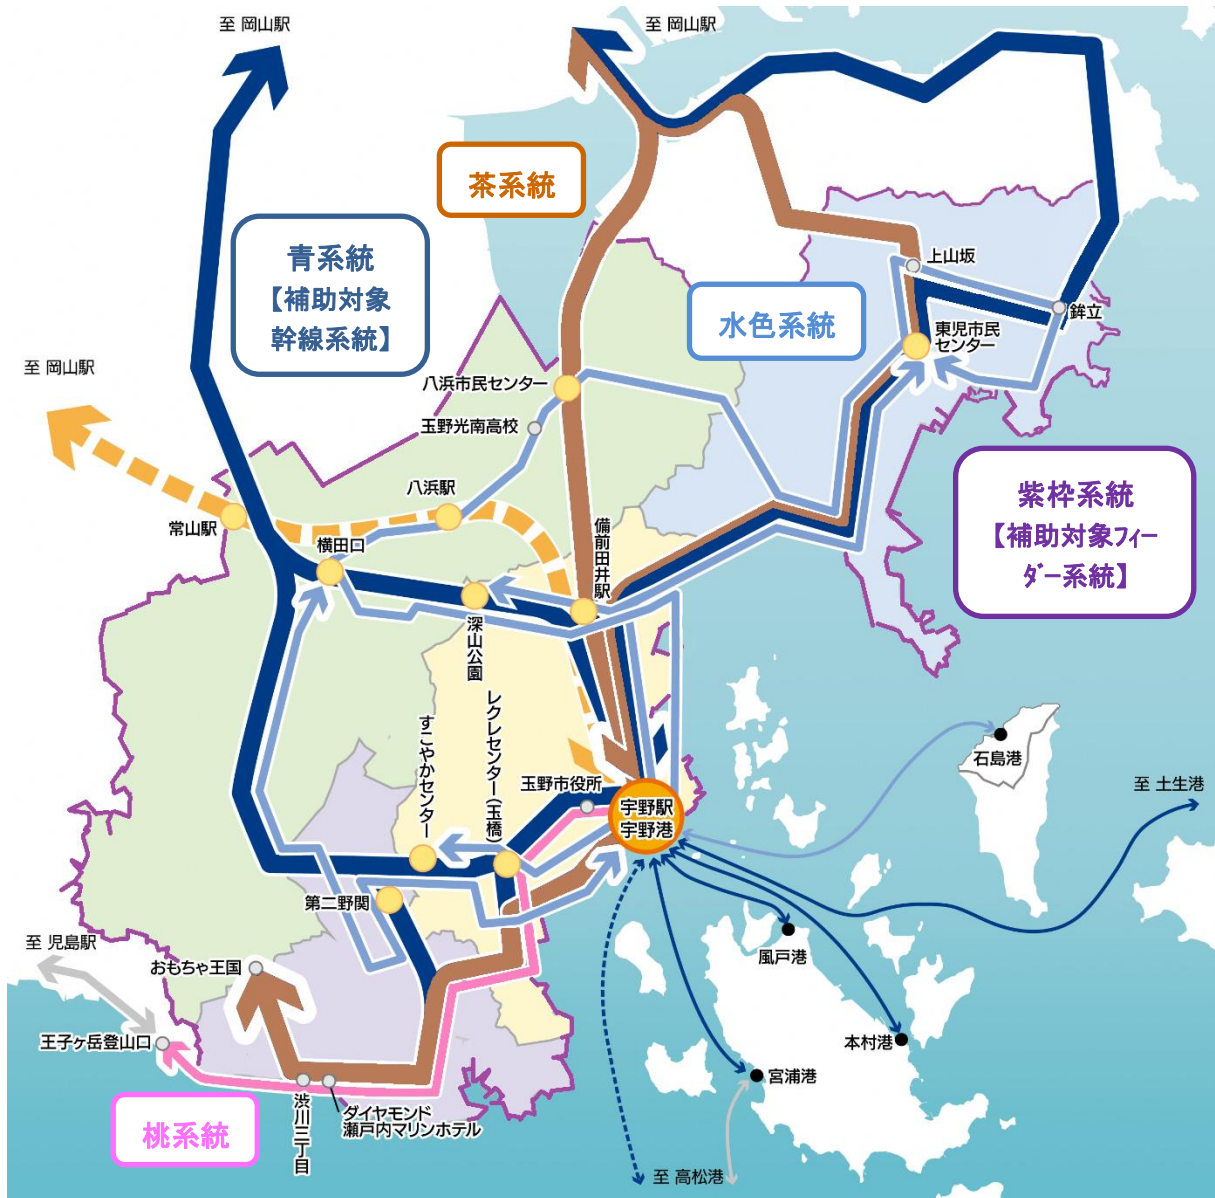 至 岡山駅
至 岡山駅
茶系統
青系統
【補助対象
幹線系統】
上山坂
鉾立
水色系統
東児市民
センター
至 岡山駅
八浜市民センター
玉野光南高校
紫枠系統
【補助対象フィー
ダー系統】
八浜駅
常山駅
横田口
備前田井駅
深山公園
レクレセンター(玉橋)
すこやかセンター
石島港
玉野市役所
至 土生港
宇野駅
宇野港
第二野関
至 児島駅
風戸港
おもちゃ王国
王子ヶ岳登山口
本村港
宮浦港
渋川三丁目
ダイヤモンド
瀬戸内マリンホテル
桃系統
至 高松港